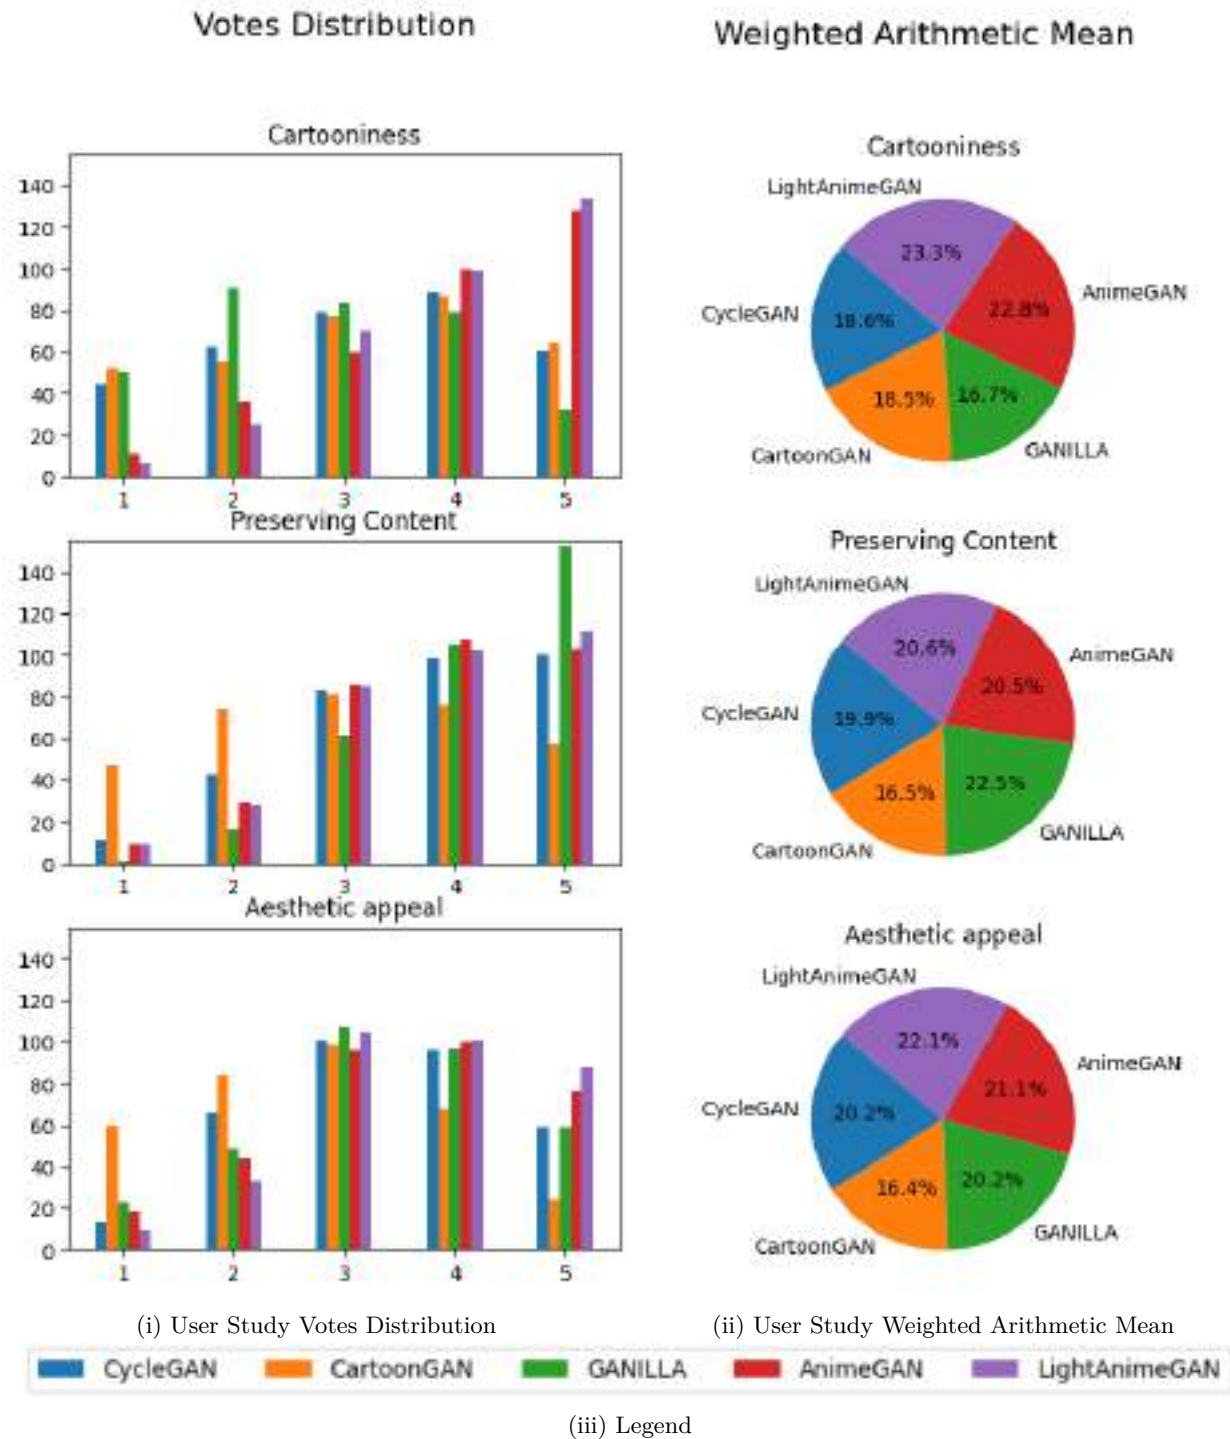 Votes Distribution
Weighted Arithmetic Mean
Cartooniness
140
120
100
80
60
40
20
0
1 2 3 4 5
Preserving Content
140
120
100
80
60
40
20
0
1 2 3 4 5
Aesthetic appeal
140
120
100
80
60
40
20
0
1 2 3 4 5
Cartooniness
LightAnimeGAN
23.3%
AnimeGAN
22.8%
CycleGAN
18.6%
18.5%
16.7%
CartoonGAN
GANILLA
Preserving Content
LightAnimeGAN
20.6%
AnimeGAN
20.5%
CycleGAN
19.9%
22.5%
16.5%
GANILLA
CartoonGAN
Aesthetic appeal
LightAnimeGAN
22.1%
AnimeGAN
21.1%
CycleGAN
20.2%
20.2%
16.4%
GANILLA
CartoonGAN
(i) User Study Votes Distribution
(ii) User Study Weighted Arithmetic Mean
CycleGAN CartoonGAN GANILLA AnimeGAN LightAnimeGAN
(iii) Legend